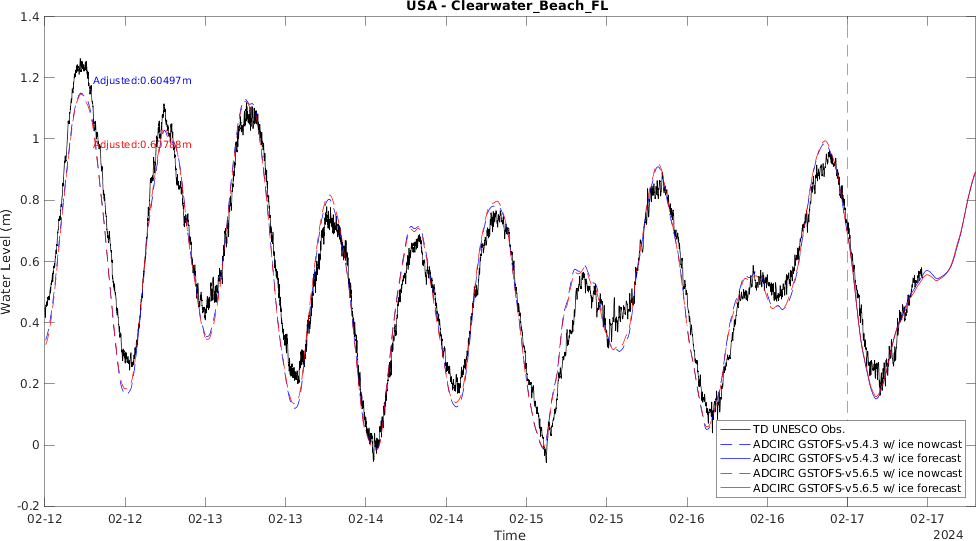 USA - Clearwater_Beach_FL
1.4
1.2
1
0.8
0.6
0.4
0.2
0
-0.2
Water Level (m)
Adjusted:0.60497m
TD UNESCO Obs.
ADCIRC GSTOFS-v5.4.3 w/ ice nowcast
ADCIRC GSTOFS-v5.4.3 w/ ice forecast
ADCIRC GSTOFS-v5.6.5 w/ ice nowcast
ADCIRC GSTOFS-v5.6.5 w/ ice forecast
02-12 02-12 02-13 02-13 02-14 02-14 02-15 02-15 02-16 02-16 02-17 02-17
Time
2024